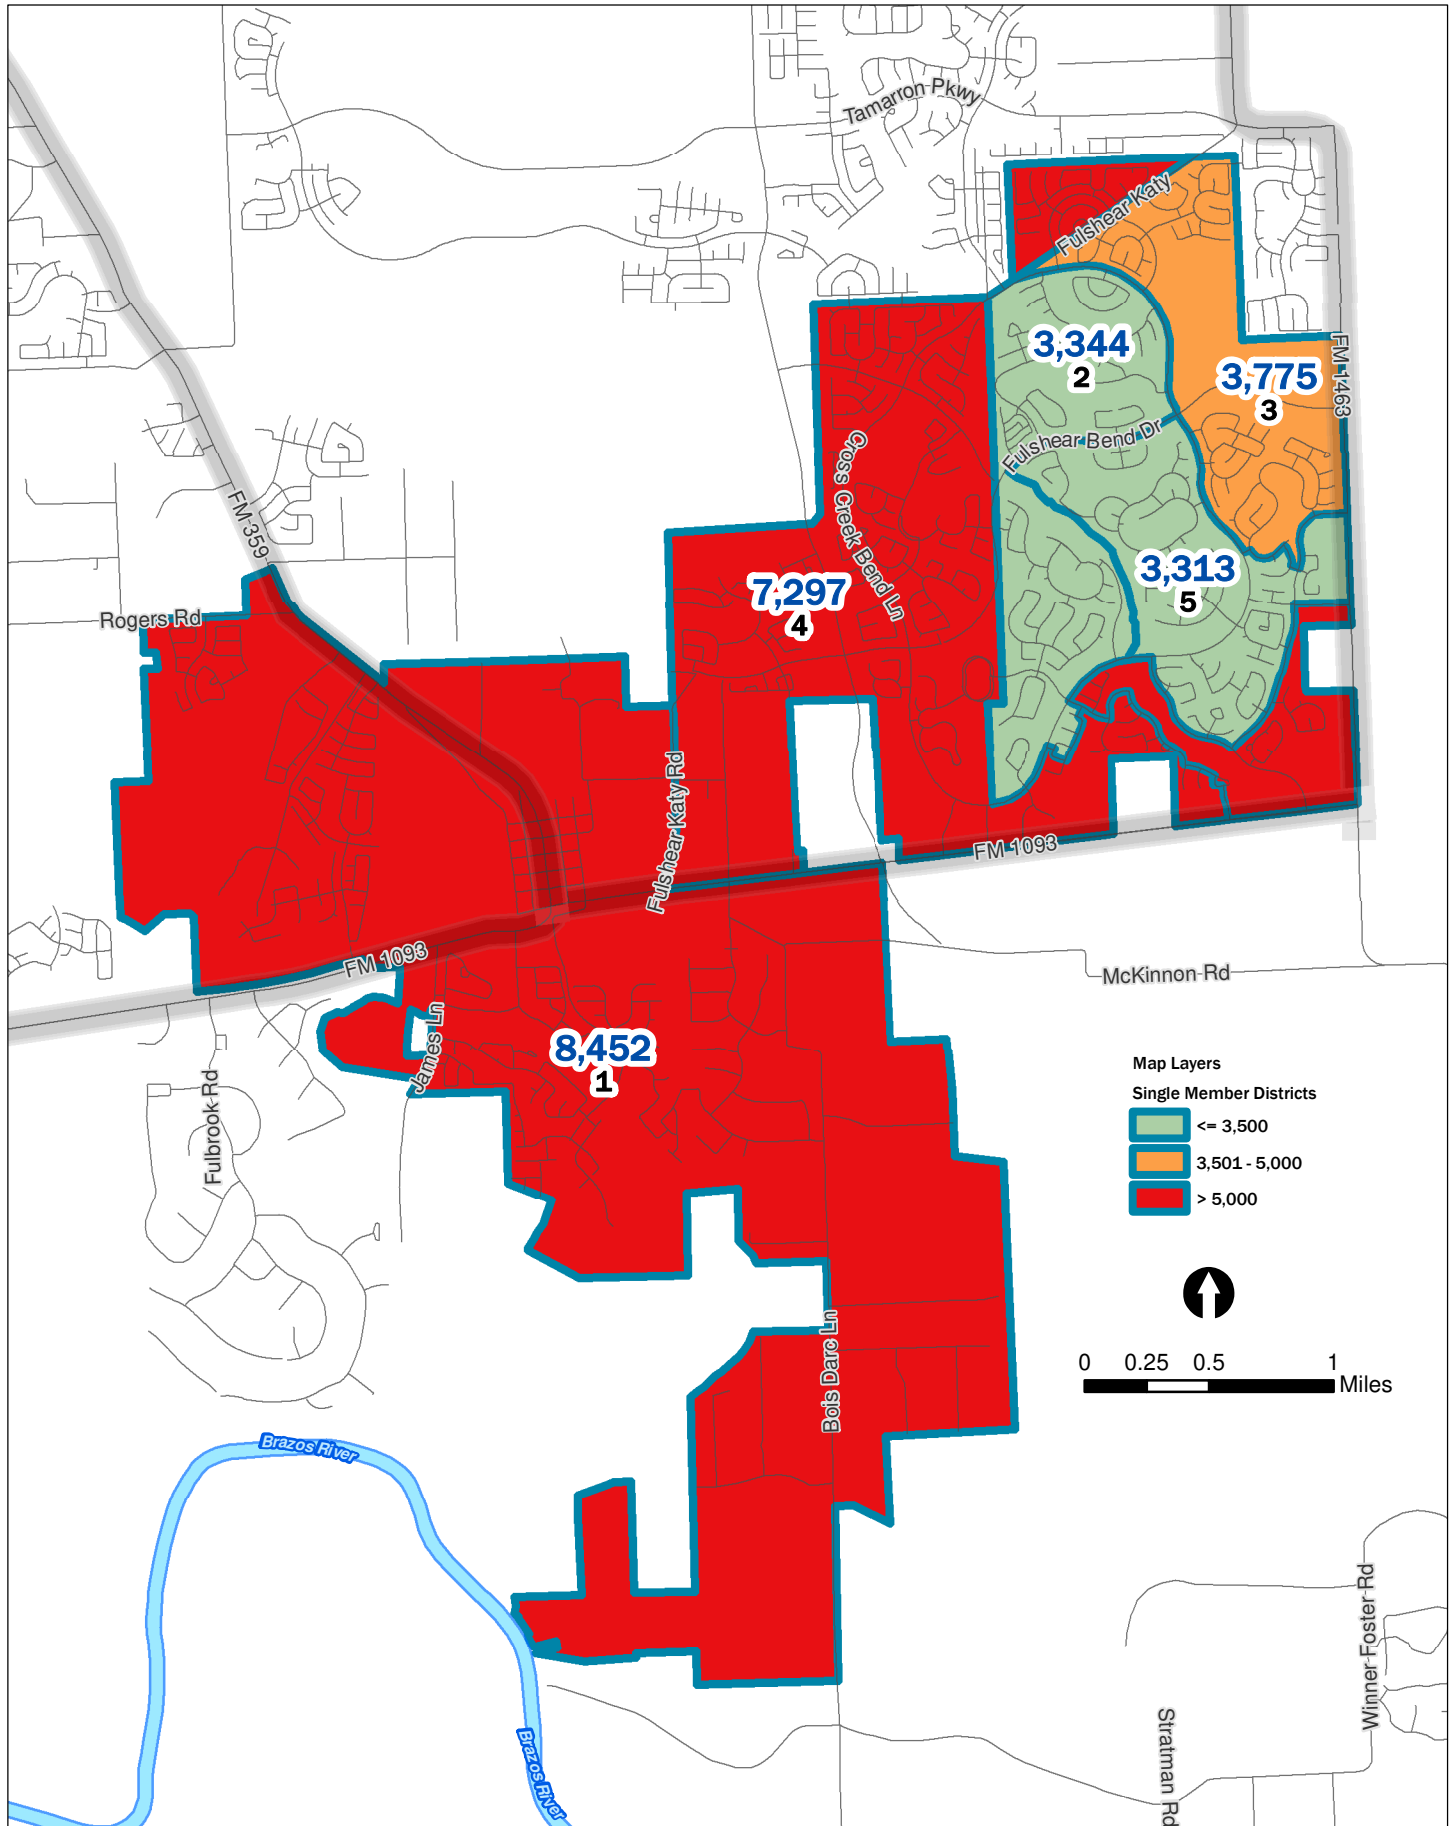 Tamarron Pkwy
Fulshear Katy
3,344
2
3,775
3
FM 1463
Fulshear Bend Dr
Cross Creek Bend Ln
FM 359
3,313
5
7,297
4
Rogers Rd
Fulshear Katy Rd
FM 1093
FM 1093
McKinnon Rd
James Ln
8,452
1
Fulbrook Rd
Map Layers
Single Member Districts
<= 3,500
3,501 - 5,000
> 5,000
0 0.25 0.5 1
Miles
Bois Darc Ln
Brazos River
Winner Foster Rd
Stratman Rd
Brazos River